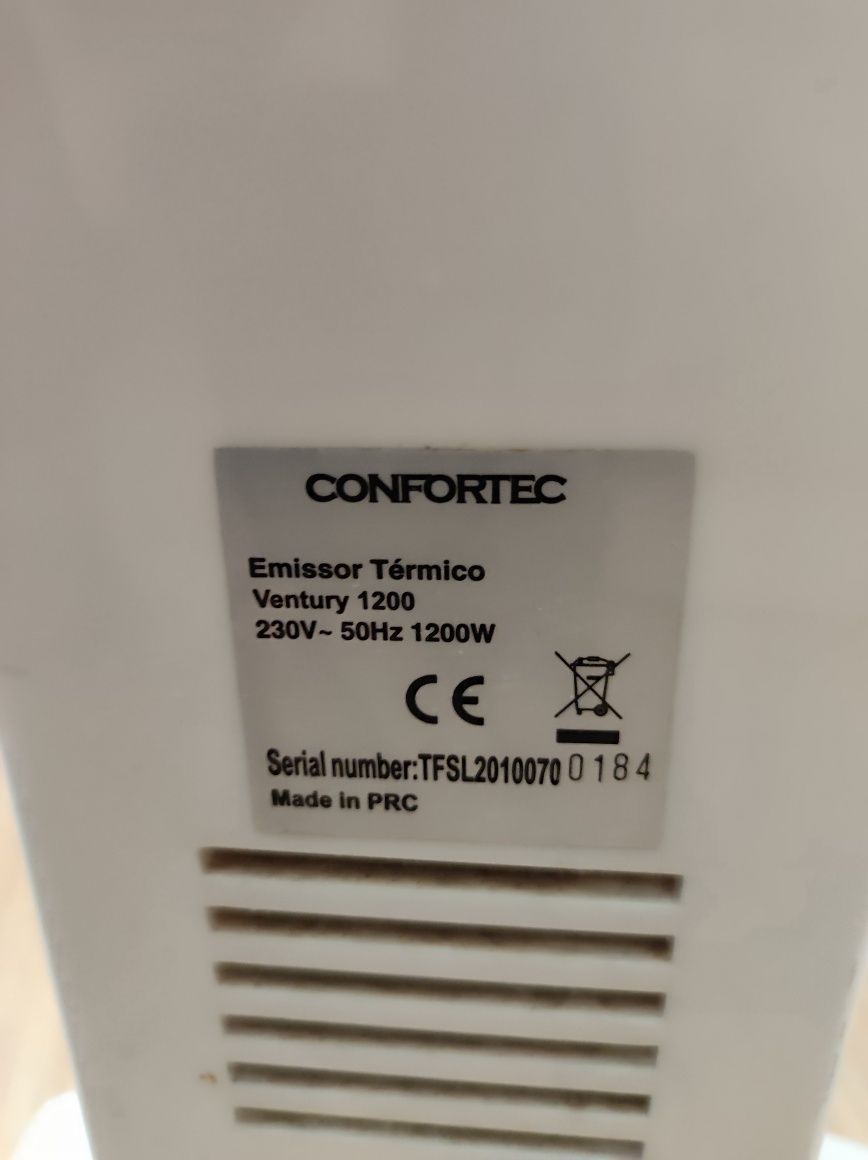 CONFORTEC
Emissor Térmico
Ventury 1200
230V~ 50Hz 1200W
CE
Serial number:TFSL2010070 0184
Made in PRC